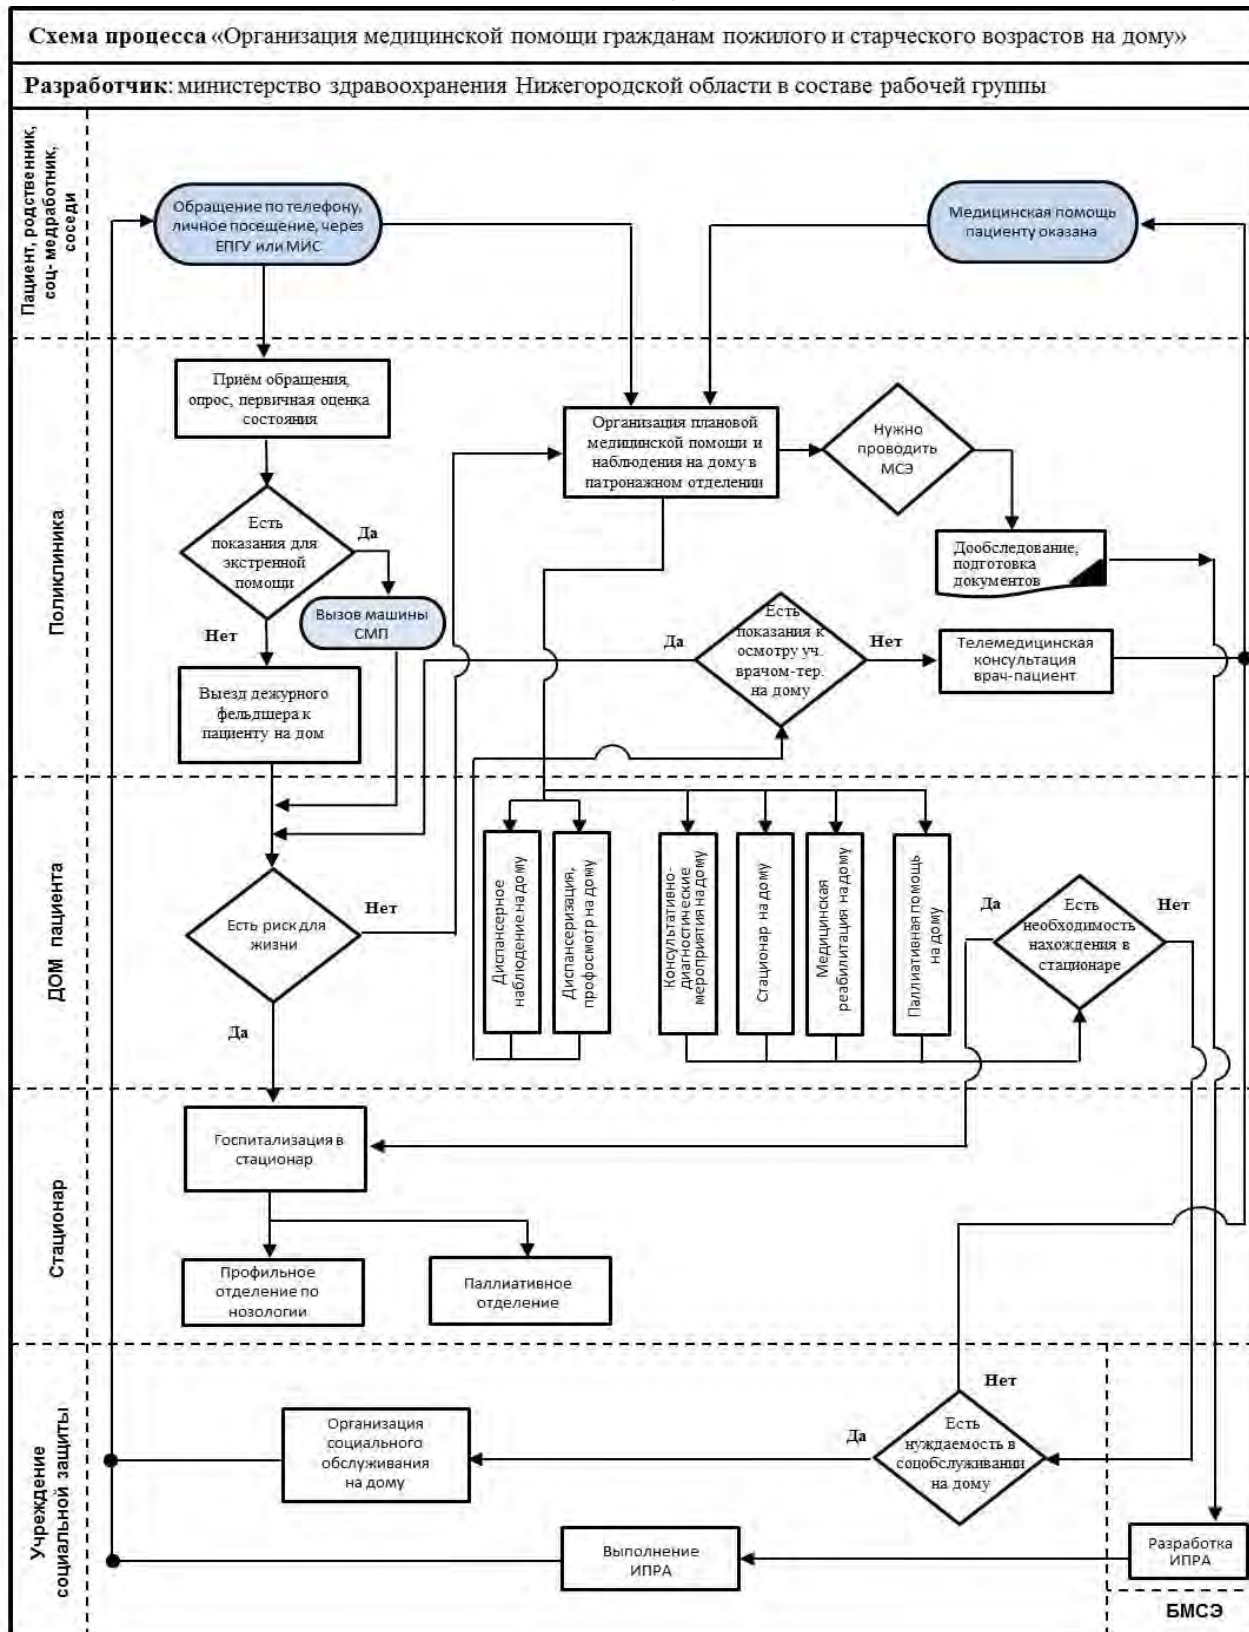 Схема процесса «Организация медицинской помощи гражданам пожилого и старческого возрастов на дому»
Разработчик: министерство здравоохранения Нижегородской области в составе рабочей группы
Пациент, родственник,
соц- медработник,
соседи
Обращение по телефону,
личное посещение, через
ЕПГУ или МИС
Медицинская помощь
пациенту оказана
Поликлиника
Приём обращения,
опрос, первичная оценка
состояния
Организация плановой
медицинской помощи и
наблюдения на дому в
патронажном отделении
Нужно
проводить
МСЭ
Есть
показания для
экстренной
помощи
Да
Нет
Вызов машины
СМП
Дообследование,
подготовка
документов
Выезд дежурного
фельдшера к
пациенту на дом
Да
Есть
показания к
осмотру уч.
врачом-тер.
на дому
Нет
Телемедицинская
консультация
врач-пациент
ДОМ пациента
Есть риск для
жизни
Нет
Да
Диспансерное
наблюдение на дому
Диспансеризация,
профосмотр на дому
Консультативно-
диагностические
мероприятия на дому
Стационар на дому
Медицинская
реабилитация на дому
Паллиативная помощь
на дому
Да
Есть
необходимость
нахождения в
стационаре
Нет
Стационар
Госпитализация в
стационар
Профильное
отделение по
нозологии
Паллиативное
отделение
Учреждение
социальной защиты
Организация
социального
обслуживания
на дому
Да
Есть
нуждаемость в
соцобслуживании
на дому
Нет
Выполнение
ИПРА
Разработка
ИПРА
БМСЭ